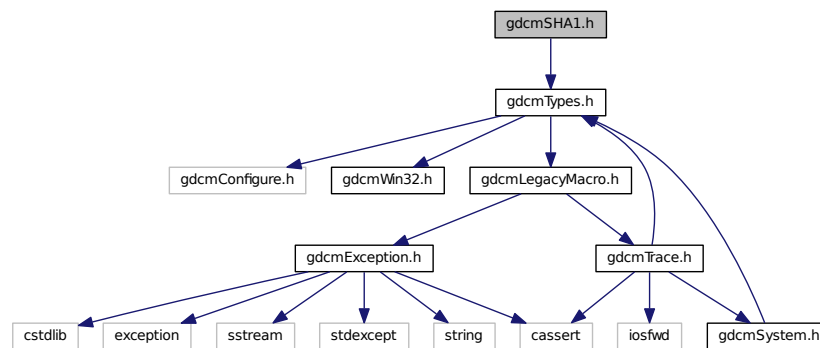 gdcmSHA1.h
gdcmTypes.h
gdcmConfigure.h
gdcmWin32.h
gdcmLegacyMacro.h
gdcmException.h
gdcmTrace.h
cstdlib
exception
sstream
stdexcept
string
cassert
iosfwd
gdcmSystem.h